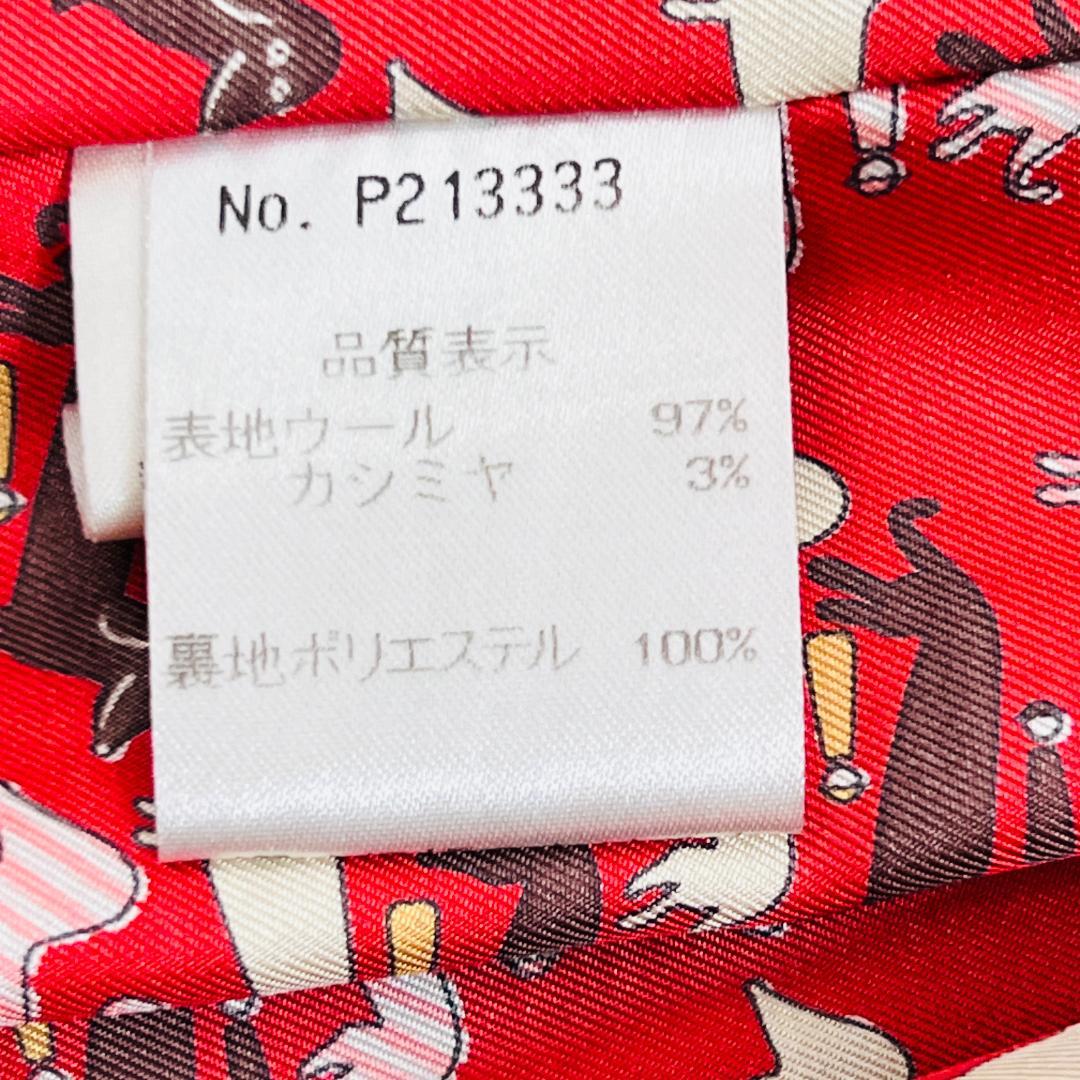 No. P213333
品質表示
表地ウール 97%
カシミヤ 3%
裏地ポリエステル 100%